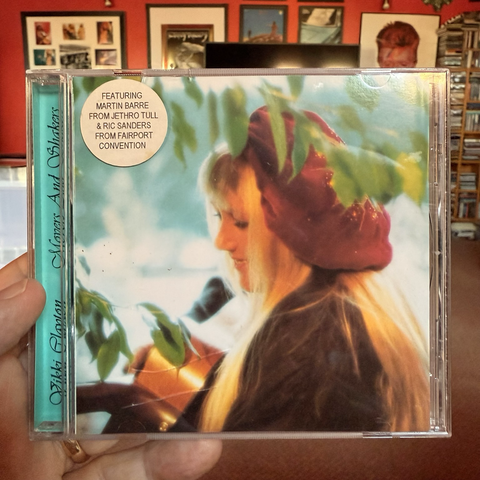 FEATURING
MARTIN BARRE
FROM JETHRO TULL
& RIC SANDERS
FROM FAIRPORT
CONVENTION
Vikki Clayton Movers And Shakers